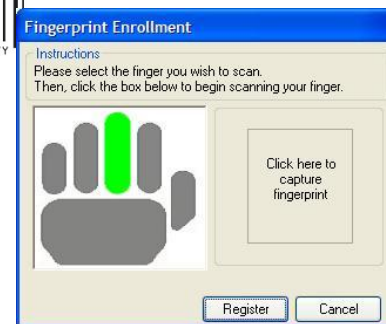 Y
Fingerprint Enrollment
Instructions
Please select the finger you wish to scan.
Then, click the box below to begin scanning your finger.
Click here to
capture
fingerprint
Register
Cancel